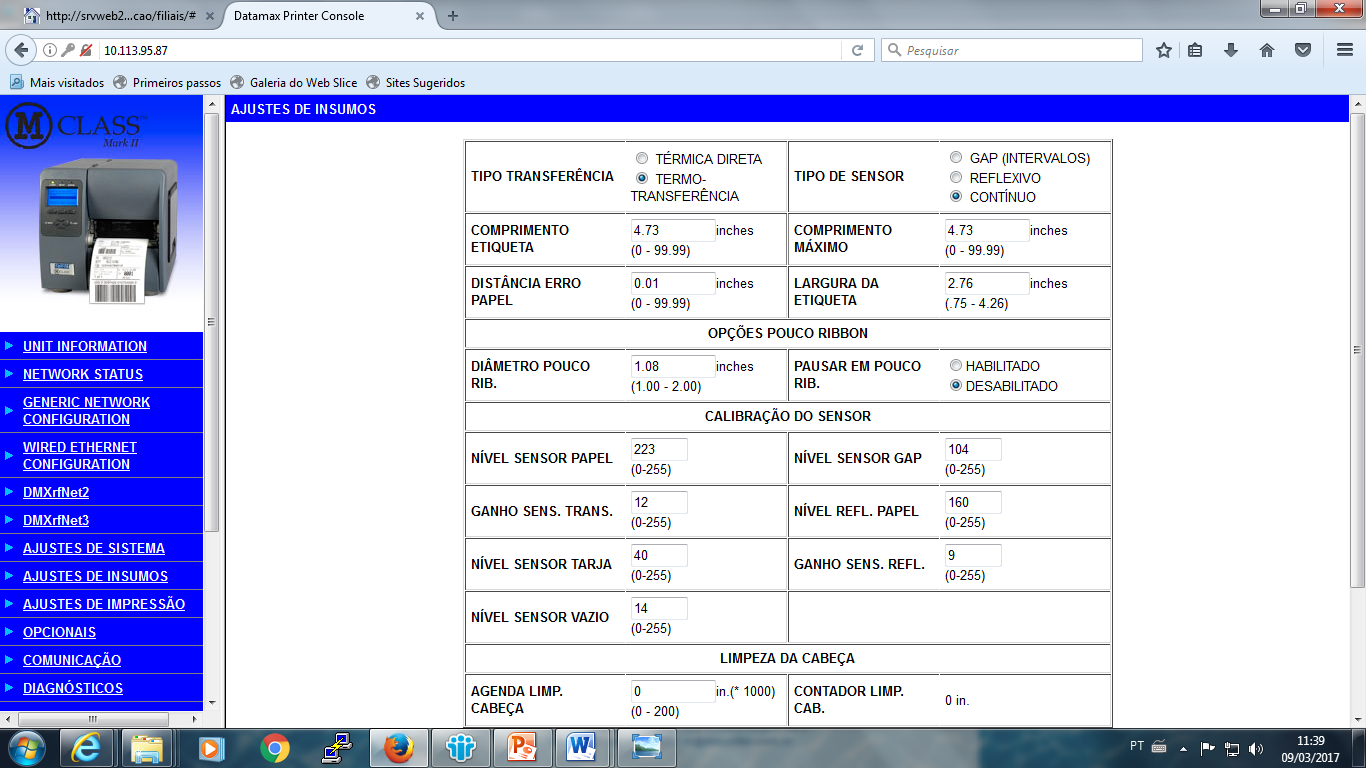 http://srvweb2...cao/filiais/#
Datamax Printer Console
10.113.95.87
Pesquisar
Mais visitados
Primeiros passos
Galeria do Web Slice
Sites Sugeridos
M CLASS™
Mark II
UNIT INFORMATION
NETWORK STATUS
GENERIC NETWORK
CONFIGURATION
WIRED ETHERNET
CONFIGURATION
DMXrfNet2
DMXrfNet3
AJUSTES DE SISTEMA
AJUSTES DE INSUMOS
AJUSTES DE IMPRESSÃO
OPCIONAIS
COMUNICAÇÃO
DIAGNÓSTICOS
AJUSTES DE INSUMOS
TIPO TRANSFERÊNCIA
TÉRMICA DIRETA
TERMO-
TRANSFERÊNCIA
TIPO DE SENSOR
GAP (INTERVALOS)
REFLEXIVO
CONTÍNUO
COMPRIMENTO
ETIQUETA
4.73 inches
(0 - 99.99)
COMPRIMENTO
MÁXIMO
4.73 inches
(0 - 99.99)
DISTÂNCIA ERRO
PAPEL
0.01 inches
(0 - 99.99)
LARGURA DA
ETIQUETA
2.76 inches
(.75 - 4.26)
OPÇÕES POUCO RIBBON
DIÂMETRO POUCO
RIB.
1.08 inches
(1.00 - 2.00)
PAUSAR EM POUCO
RIB.
HABILITADO
DESABILITADO
CALIBRAÇÃO DO SENSOR
NÍVEL SENSOR PAPEL
223
(0-255)
NÍVEL SENSOR GAP
104
(0-255)
GANHO SENS. TRANS.
12
(0-255)
NÍVEL REFL. PAPEL
160
(0-255)
NÍVEL SENSOR TARJA
40
(0-255)
GANHO SENS. REFL.
9
(0-255)
NÍVEL SENSOR VAZIO
14
(0-255)
LIMPEZA DA CABEÇA
AGENDA LIMP.
CABEÇA
0 in.(* 1000)
(0 - 200)
CONTADOR LIMP.
CAB.
0 in.
PT
11:39
09/03/2017